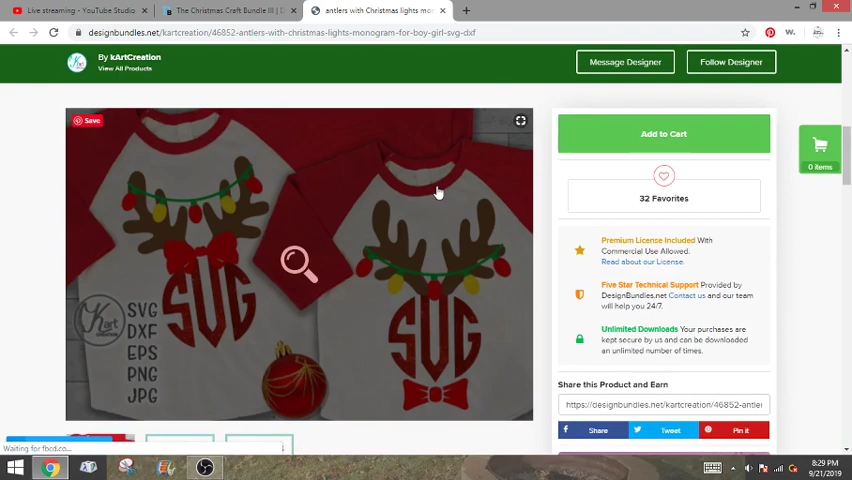 Live streaming - YouTube Studio
The Christmas Craft Bundle III | D
antlers with Christmas lights mon
designbundles.net/kartcreation/46852-antlers-with-christmas-lights-monogram-for-boy-girl-svg-dxf
By kArtCreation
View All Products
Message Designer
Follow Designer
Save
SVG
SVG
Kart
CREATION
SVG
DXF
EPS
PNG
JPG
Add to Cart
32 Favorites
Premium License Included With
Commercial Use Allowed.
Read about our License.
Five Star Technical Support Provided by
DesignBundles.net Contact us and our team
will help you 24/7.
Unlimited Downloads Your purchases are
kept secure by us and can be downloaded
an unlimited number of times.
Share this Product and Earn
https://designbundles.net/kartcreation/46852-antler
Share
Tweet
Pin it
0 items
Waiting for fbcd.co...
8:29 PM
9/21/2019